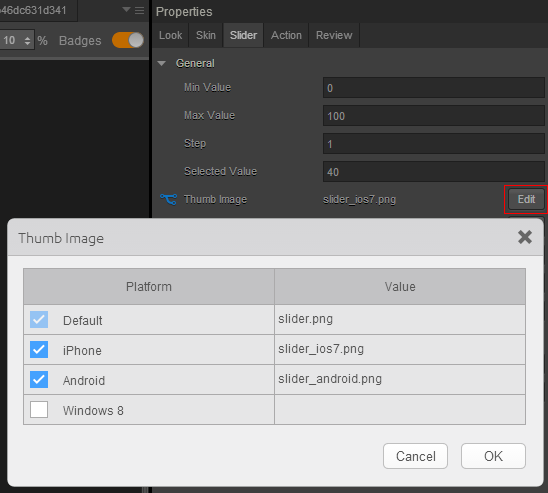 b46dc631d341
Properties
10 % Badges
Look Skin Slider Action Review
General
Min Value 0
Max Value 100
Step 1
Selected Value 40
Thumb Image slider_ios7.png Edit
Thumb Image
Platform Value
Default slider.png
iPhone slider_ios7.png
Android slider_android.png
Windows 8
Cancel OK